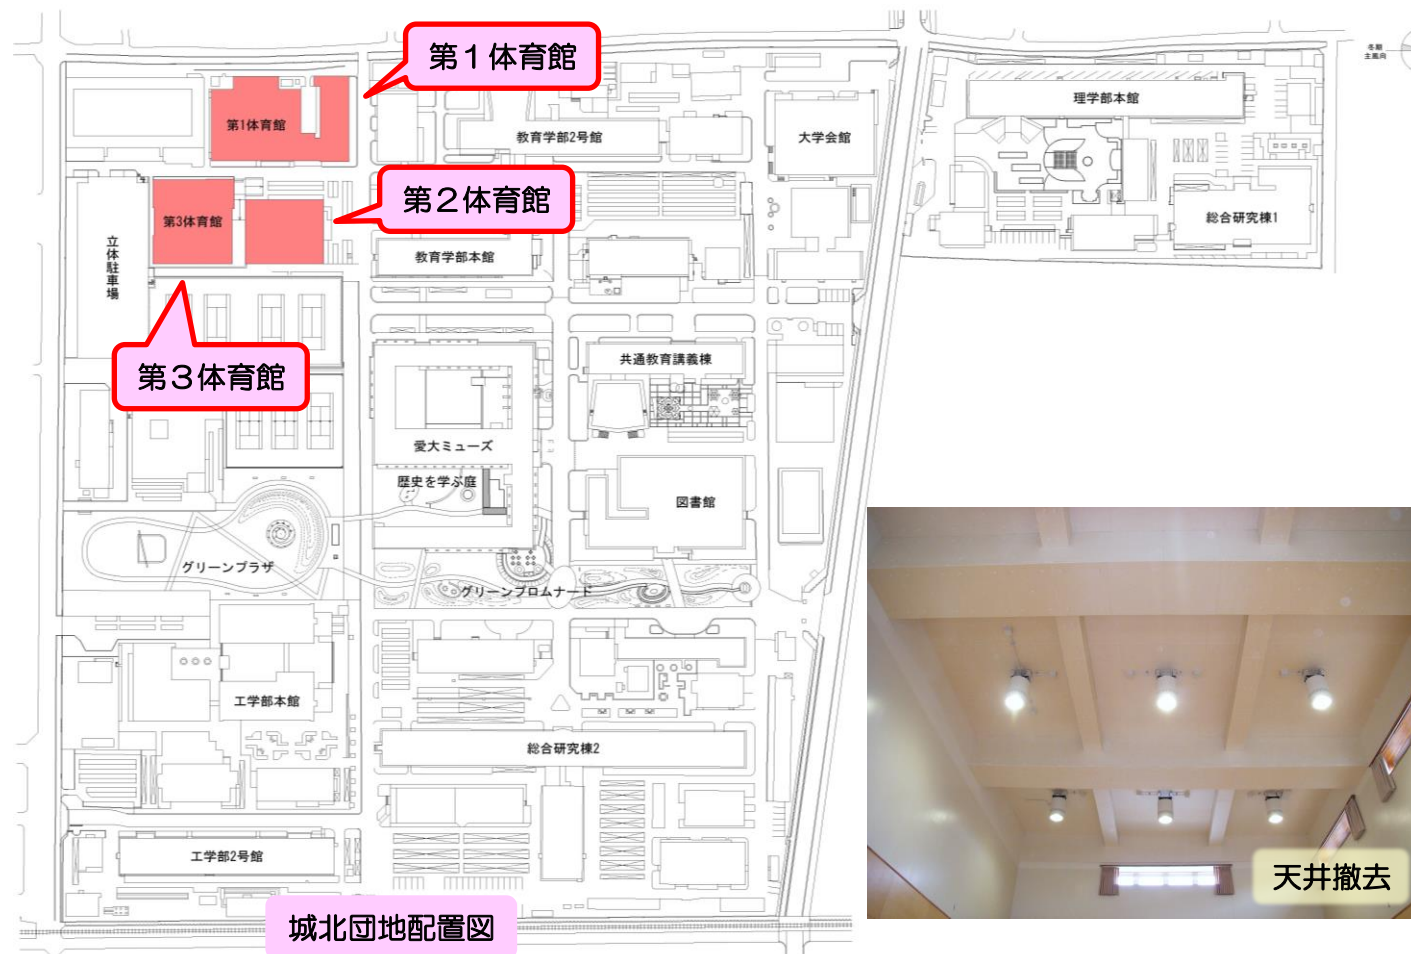 第１体育館
冬期
主風向
第1体育館
教育学部2号館
大学会館
理学部本館
第２体育館
第3体育館
総合研究棟1
立体駐車場
教育学部本館
第３体育館
共通教育講義棟
愛大ミューズ
歴史を学ぶ庭
図書館
グリーンプラザ
グリーンプロムナード
工学部本館
総合研究棟2
工学部2号館
天井撤去
城北団地配置図